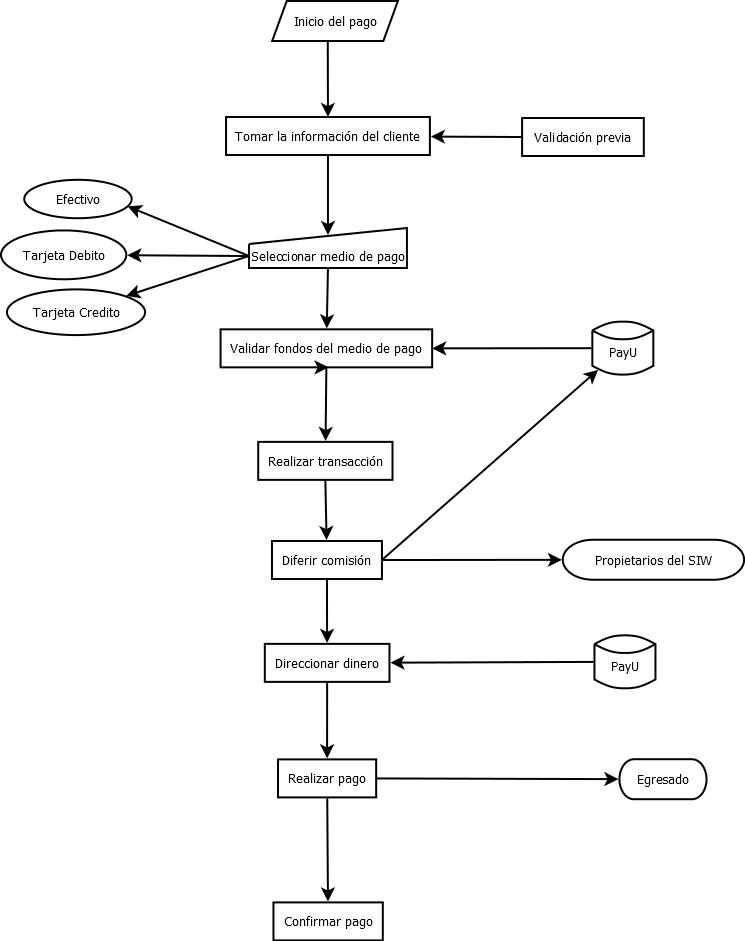 Inicio del pago
Tomar la información del cliente
Validación previa
Efectivo
Tarjeta Debito
Seleccionar medio de pago
Tarjeta Credito
Validar fondos del medio de pago
PayU
Realizar transacción
Diferir comisión
Propietarios del SIW
Direccionar dinero
PayU
Realizar pago
Egresado
Confirmar pago